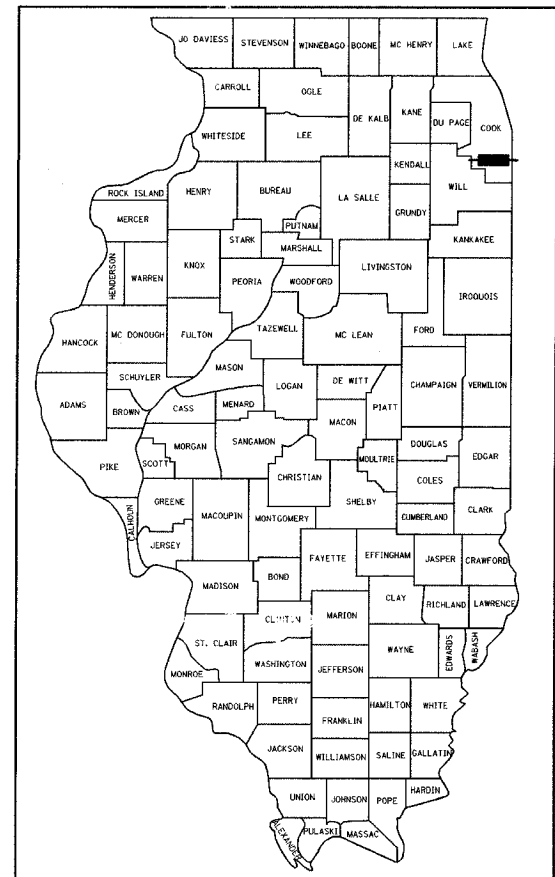 JO DAVIESS STEVENSON WINNEBAGO BOONE MC HENRY LAKE
CARROLL OGLE
DE KALB KANE DU PAGE COOK
WHITESIDE LEE
KENDALL WILL
ROCK ISLAND HENRY BUREAU LA SALLE GRUNDY
MERCER PUTNAM
STARK MARSHALL KANKAKEE
HENDERSON WARREN KNOX PEORIA WOODFORD LIVINGSTON IROQUOIS
HANCOCK MC DONOUGH FULTON TAZEWELL MC LEAN FORD
SCHUYLER MASON LOGAN DE WITT CHAMPAIGN VERMILION
ADAMS BROWN CASS MENARD MACON PIATT
PIKE SCOTT MORGAN SANGAMON CHRISTIAN MOULTRIE DOUGLAS EDGAR
COLES
CALHOUN GREENE MACOUPIN MONTGOMERY SHELBY CUMBERLAND CLARK
JERSEY FAYETTE EFFINGHAM JASPER CRAWFORD
MADISON BOND CLAY RICHLAND LAWRENCE
CLINTON MARION
ST. CLAIR WASHINGTON JEFFERSON WAYNE EDWARDS WABASH
MONROE
RANDOLPH PERRY FRANKLIN HAMILTON WHITE
JACKSON WILLIAMSON SALINE GALLATIN
UNION JOHNSON POPE HARDIN
ALEXANDER PULASKI MASSAC